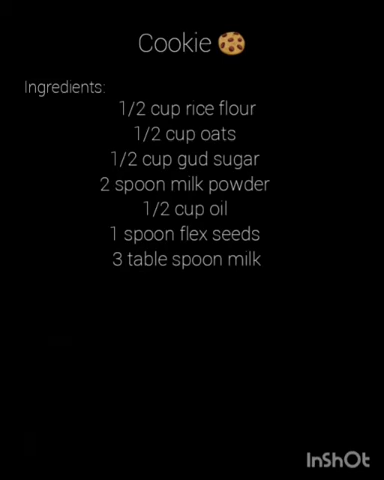 Cookie 🍪
Ingredients:
1/2 cup rice flour
1/2 cup oats
1/2 cup gud sugar
2 spoon milk powder
1/2 cup oil
1 spoon flex seeds
3 table spoon milk
InShOt